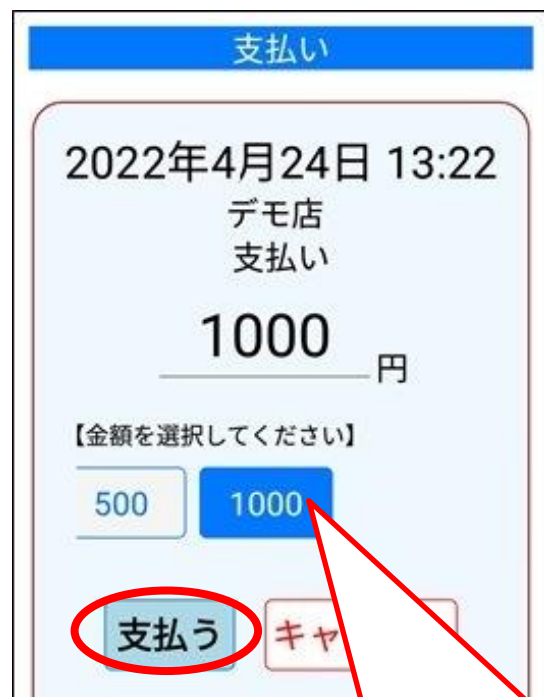 支払い
2022年4月24日 13:22
デモ店
支払い
1000
円
【金額を選択してください】
500 1000
支払う キャ